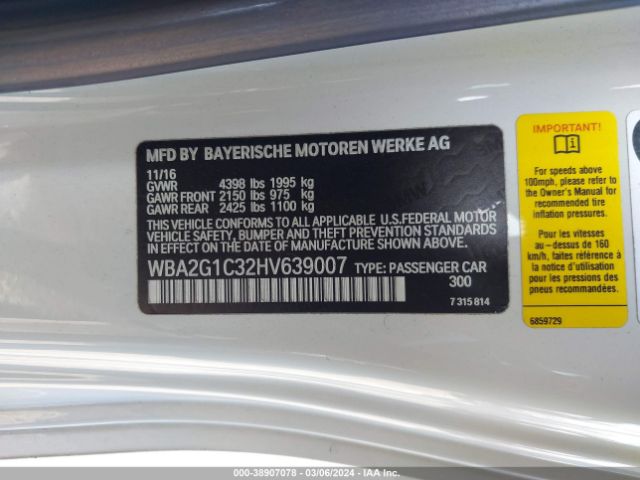 MFD BY BAYERISCHE MOTOREN WERKE AG
11/16
GVWR 4398 lbs 1995 kg
GAWR FRONT 2150 lbs 975 kg
GAWR REAR 2425 lbs 1100 kg
THIS VEHICLE CONFORMS TO ALL APPLICABLE U.S.FEDERAL MOTOR
VEHICLE SAFETY, BUMPER AND THEFT PREVENTION STANDARDS
IN EFFECT ON THE DATE OF MANUFACTURE SHOWN ABOVE.
WBA2G1C32HV639007 TYPE: PASSENGER CAR
300
7 315 814
For speeds above
100mph, please refer to
the Owner's Manual for
recommended tire
inflation pressures.
Pour les vitesses
au-dessus de 160
km/h, faites référence à
la notice d'utilisation
pour les pressions des
pneus recommandées.
6859729
000-38907078 — 03/06/2024 — IAA Inc.(C)